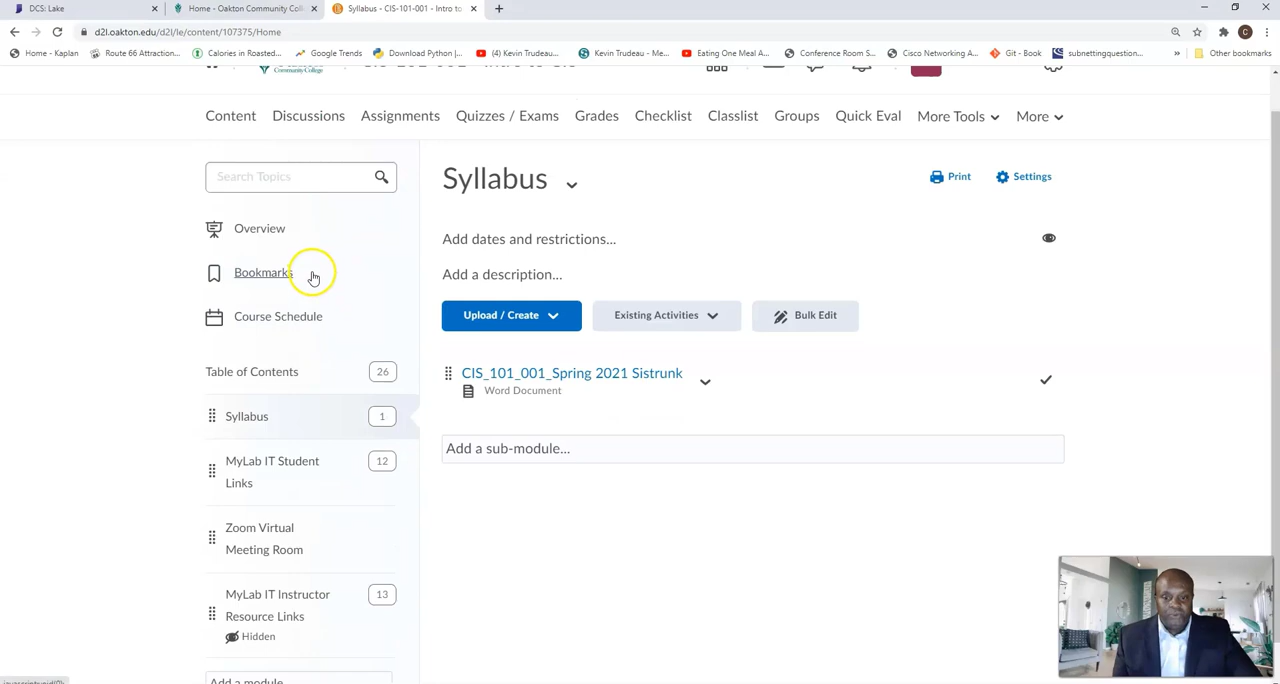 DCS: Lake
Home - Oakton Community Coll
Syllabus - CIS-101-001 - Intro to
d2l.oakton.edu/d2l/le/content/107375/Home
Home - Kaplan
Route 66 Attraction...
Calories in Roasted...
Google Trends
Download Python |...
(4) Kevin Trudeau...
Kevin Trudeau - Me...
Eating One Meal A...
Conference Room S...
Cisco Networking A...
Git - Book
subnettingquestion...
»
Other bookmarks
Community College
Content
Discussions
Assignments
Quizzes / Exams
Grades
Checklist
Classlist
Groups
Quick Eval
More Tools
More
Search Topics
Overview
Bookmarks
Course Schedule
Table of Contents 26
Syllabus 1
MyLab IT Student 12
Links
Zoom Virtual
Meeting Room
MyLab IT Instructor 13
Resource Links
Hidden
Add a module...
Syllabus
Print
Settings
Add dates and restrictions...
Add a description...
Upload / Create
Existing Activities
Bulk Edit
CIS_101_001_Spring 2021 Sistrunk
Word Document
Add a sub-module...